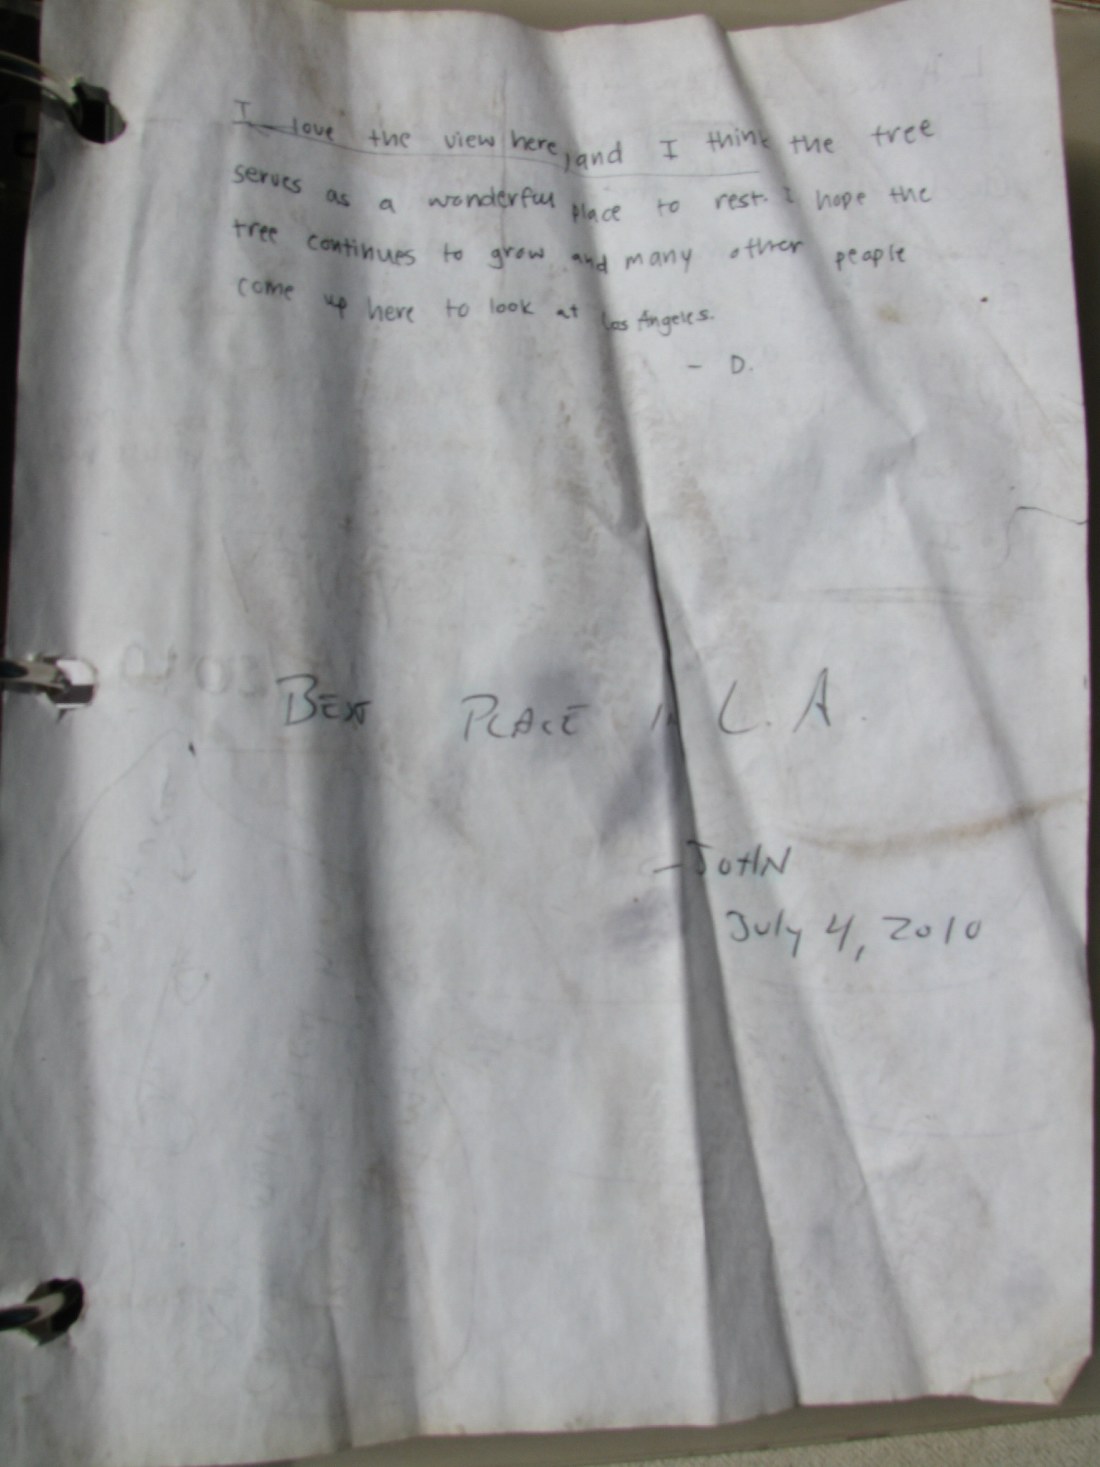 I love the view here, and I think the tree
serves as a wonderful place to rest. I hope the
tree continues to grow and many other people
come up here to look at Los Angeles.
- D.
BEST PLACE IN L.A.
- JOHN
July 4, 2010